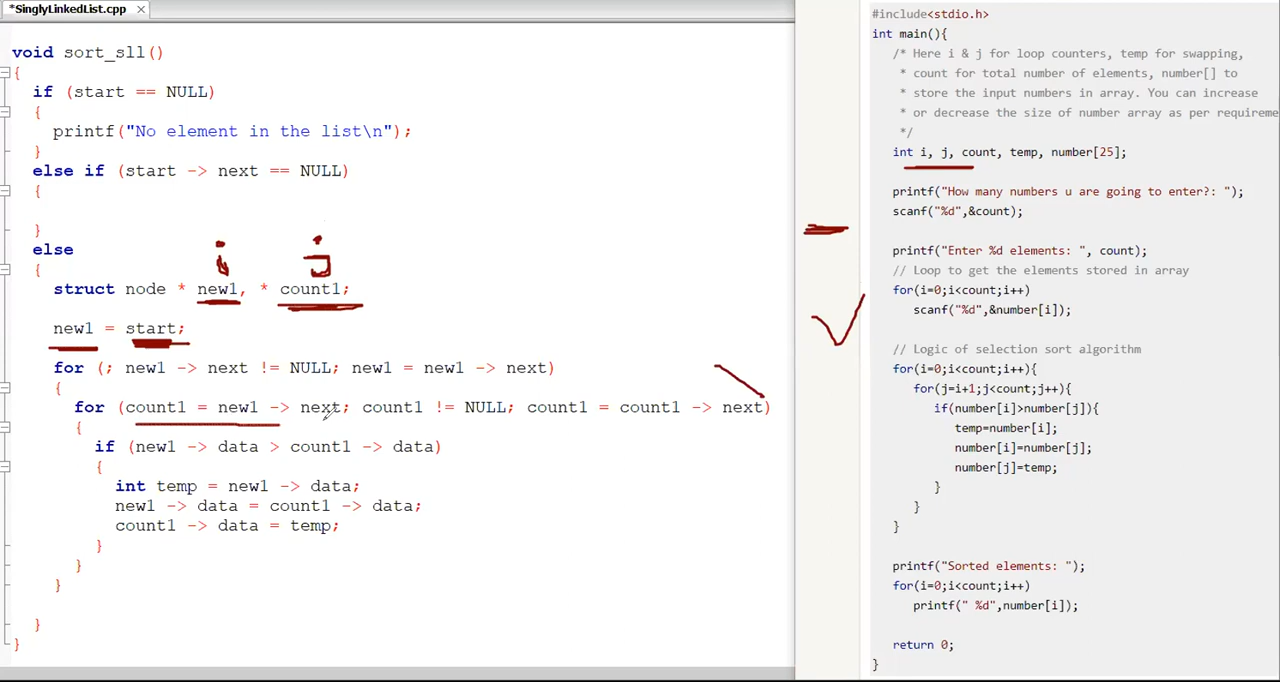 *SinglyLinkedList.cpp
void sort_sll()
{
if (start == NULL)
{
printf("No element in the list\n");
}
else if (start -> next == NULL)
{
}
else
i j
{
struct node * new1, * count1;
new1 = start;
for (; new1 -> next != NULL; new1 = new1 -> next)
{
for (count1 = new1 -> next; count1 != NULL; count1 = count1 -> next)
{
if (new1 -> data > count1 -> data)
{
int temp = new1 -> data;
new1 -> data = count1 -> data;
count1 -> data = temp;
}
}
}
}
}
#include<stdio.h>
int main(){
/* Here i & j for loop counters, temp for swapping,
* count for total number of elements, number[] to
* store the input numbers in array. You can increase
* or decrease the size of number array as per requireme
*/
int i, j, count, temp, number[25];
printf("How many numbers u are going to enter?: ");
scanf("%d",&count);
printf("Enter %d elements: ", count);
// Loop to get the elements stored in array
for(i=0;i<count;i++)
scanf("%d",&number[i]);
// Logic of selection sort algorithm
for(i=0;i<count;i++){
for(j=i+1;j<count;j++){
if(number[i]>number[j]){
temp=number[i];
number[i]=number[j];
number[j]=temp;
}
}
}
printf("Sorted elements: ");
for(i=0;i<count;i++)
printf(" %d",number[i]);
return 0;
}